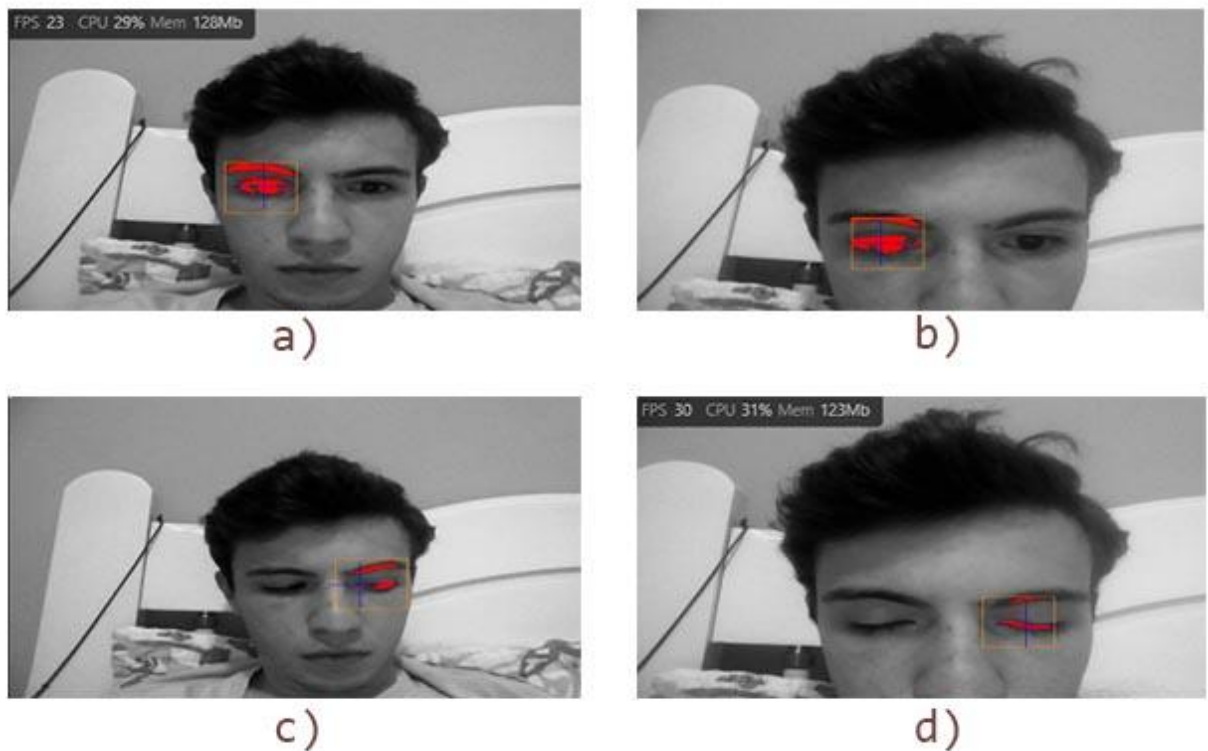 FPS 23 CPU 29% Mem 128Mb
a)
b)
FPS 30 CPU 31% Mem 123Mb
c)
d)